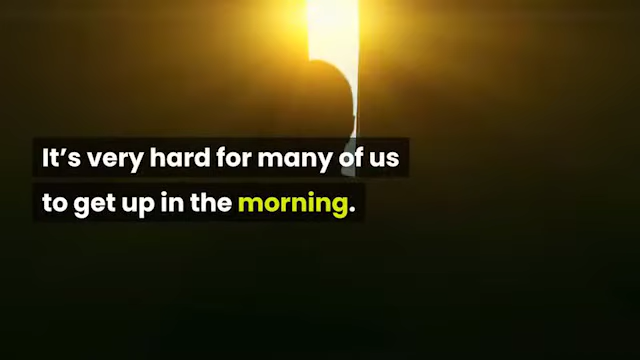 It’s very hard for many of us
to get up in the morning.